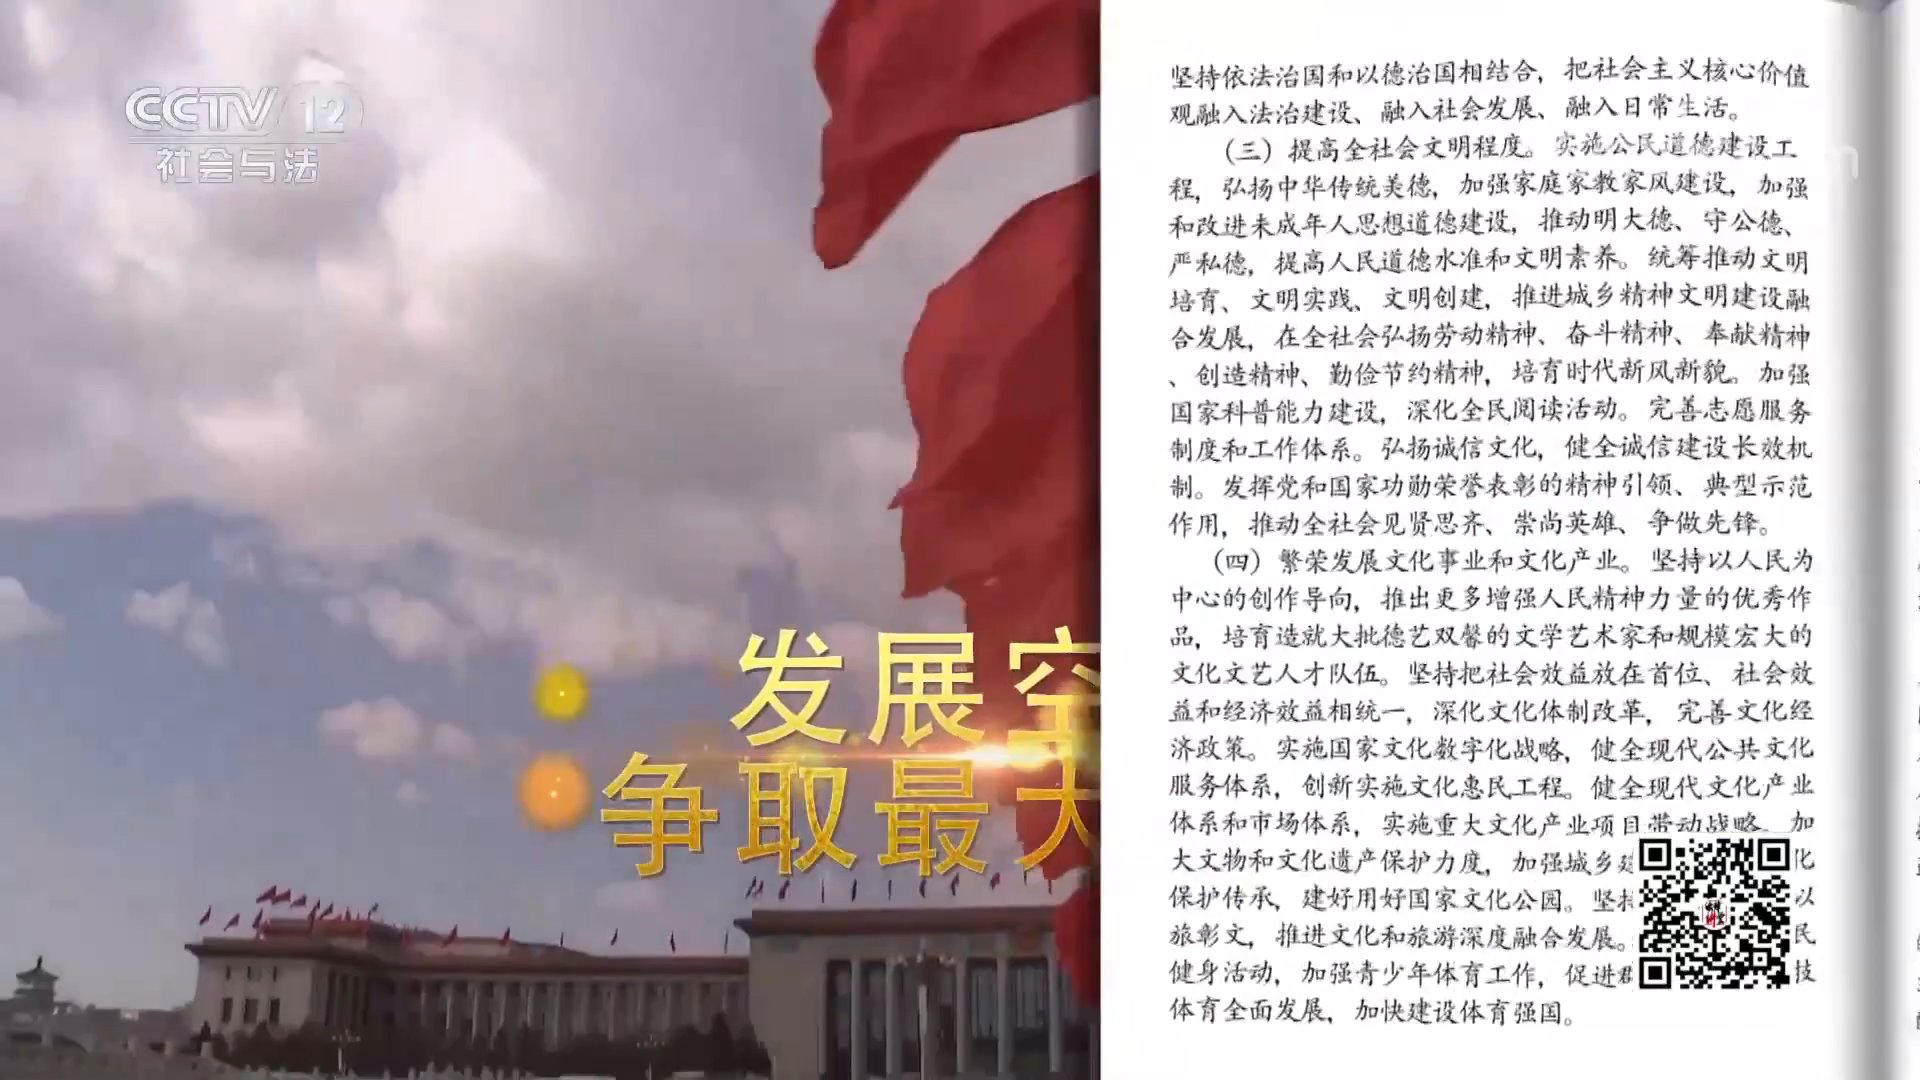 CCTV 12
社会与法
发展空
争取最大
坚持依法治国和以德治国相结合，把社会主义核心价值
观融入法治建设、融入社会发展、融入日常生活。
（三）提高全社会文明程度。实施公民道德建设工
程，弘扬中华传统美德，加强家庭家教家风建设，加强
和改进未成年人思想道德建设，推动明大德、守公德、
严私德，提高人民道德水准和文明素养。统筹推动文明
培育、文明实践、文明创建，推进城乡精神文明建设融
合发展，在全社会弘扬劳动精神、奋斗精神、奉献精神
、创造精神、勤俭节约精神，培育时代新风新貌。加强
国家科普能力建设，深化全民阅读活动。完善志愿服务
制度和工作体系。弘扬诚信文化，健全诚信建设长效机
制。发挥党和国家功勋荣誉表彰的精神引领、典型示范
作用，推动全社会见贤思齐、崇尚英雄、争做先锋。
（四）繁荣发展文化事业和文化产业。坚持以人民为
中心的创作导向，推出更多增强人民精神力量的优秀作
品，培育造就大批德艺双馨的文学艺术家和规模宏大的
文化文艺人才队伍。坚持把社会效益放在首位、社会效
益和经济效益相统一，深化文化体制改革，完善文化经
济政策。实施国家文化数字化战略，健全现代公共文化
服务体系，创新实施文化惠民工程。健全现代文化产业
体系和市场体系，实施重大文化产业项目带动战略。加
大文物和文化遗产保护力度，加强城乡建 化
保护传承，建好用好国家文化公园。坚持 以
旅彰文，推进文化和旅游深度融合发展。 民
健身活动，加强青少年体育工作，促进群 技
体育全面发展，加快建设体育强国。